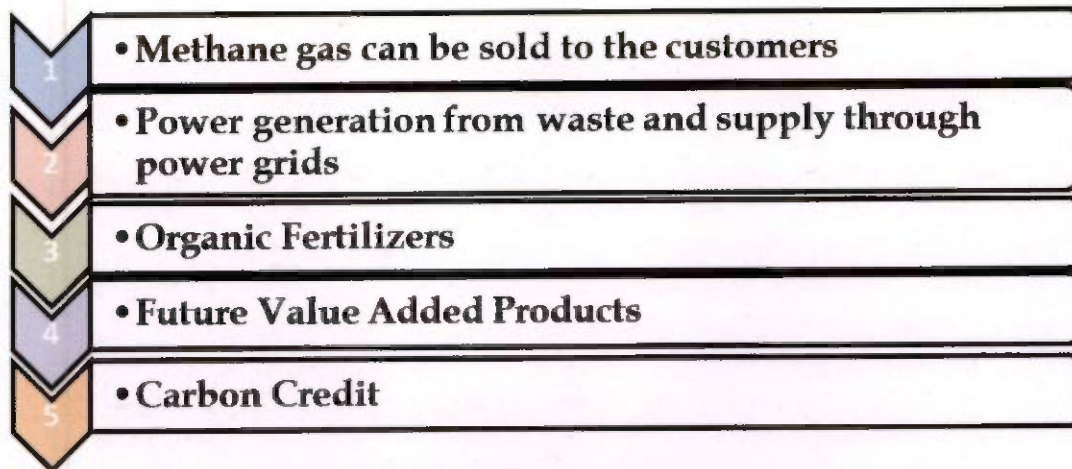 1
• Methane gas can be sold to the customers
2
• Power generation from waste and supply through
power grids
3
• Organic Fertilizers
4
• Future Value Added Products
5
• Carbon Credit